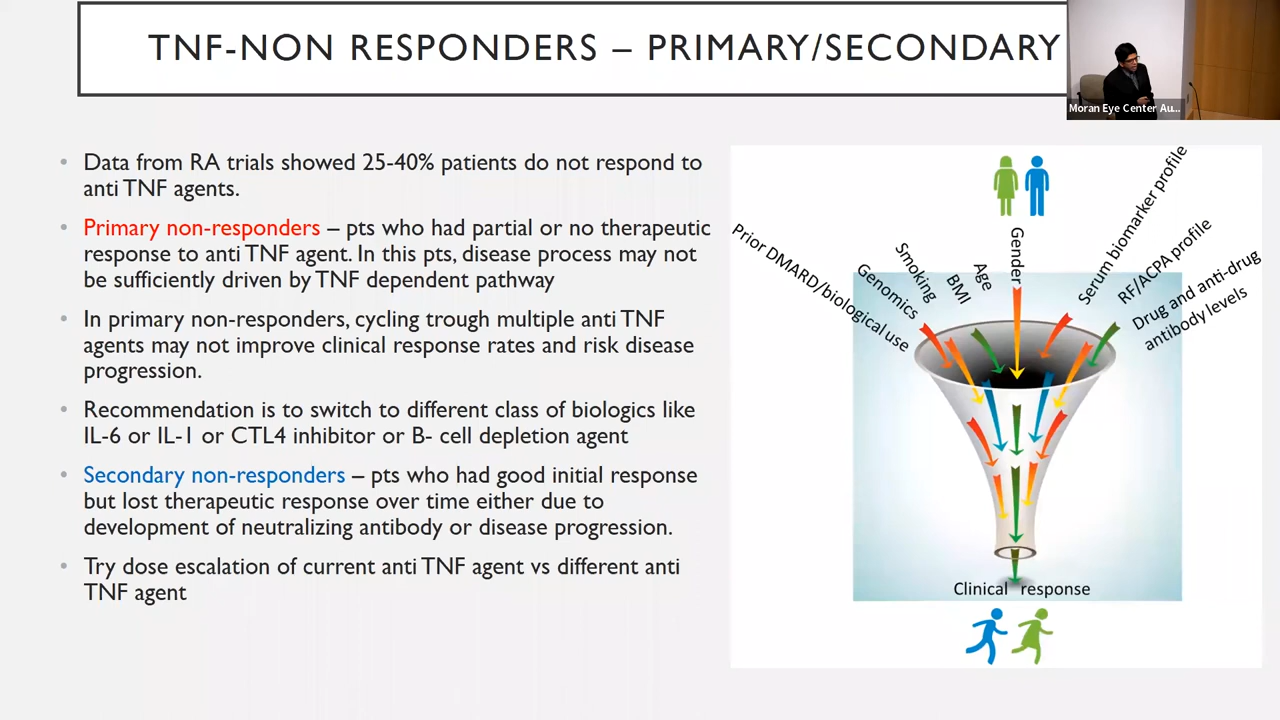 TNF-NON RESPONDERS – PRIMARY/SECONDARY
Moran Eye Center Au...
• Data from RA trials showed 25-40% patients do not respond to
anti TNF agents.
• Primary non-responders – pts who had partial or no therapeutic
response to anti TNF agent. In this pts, disease process may not
be sufficiently driven by TNF dependent pathway
• In primary non-responders, cycling trough multiple anti TNF
agents may not improve clinical response rates and risk disease
progression.
• Recommendation is to switch to different class of biologics like
IL-6 or IL-1 or CTL4 inhibitor or B- cell depletion agent
• Secondary non-responders – pts who had good initial response
but lost therapeutic response over time either due to
development of neutralizing antibody or disease progression.
• Try dose escalation of current anti TNF agent vs different anti
TNF agent
Prior DMARD/biological use
Genomics
Smoking
BMI
Age
Gender
Serum biomarker profile
RF/ACPA profile
Drug and anti-drug
antibody levels
Clinical response